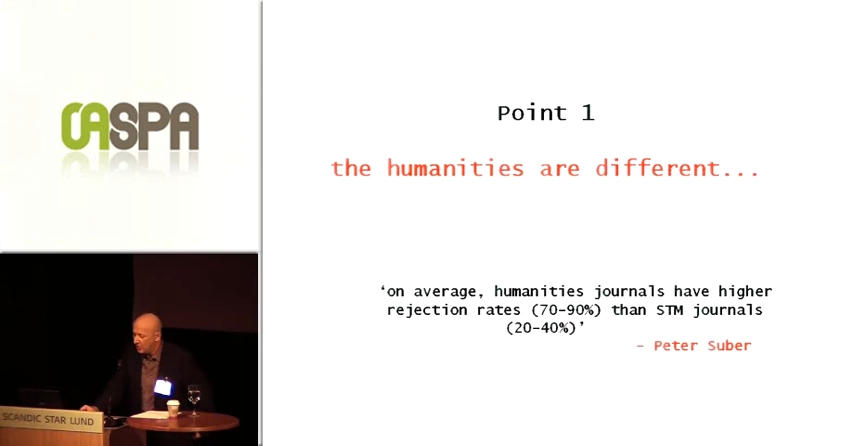 OASPA
Point 1
the humanities are different...
‘on average, humanities journals have higher
rejection rates (70–90%) than STM journals
(20–40%)’
– Peter Suber
SCANDIC STAR LUND